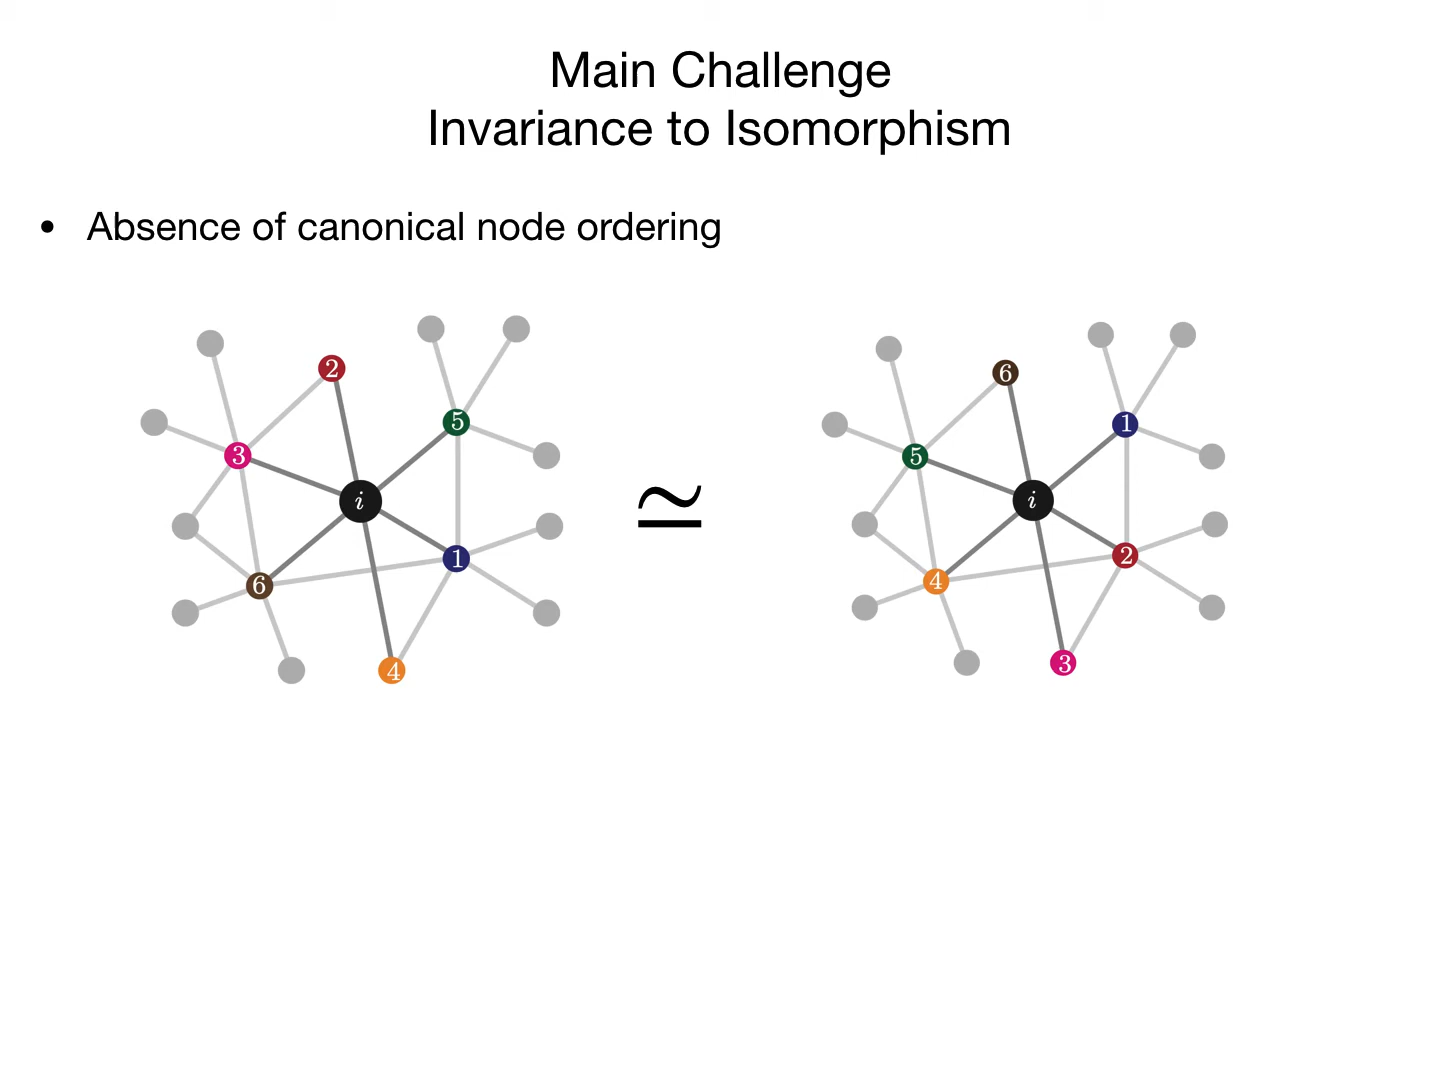 Main Challenge
Invariance to Isomorphism
• Absence of canonical node ordering
2
5
3
i
1
6
4
≃
6
1
5
i
2
4
3